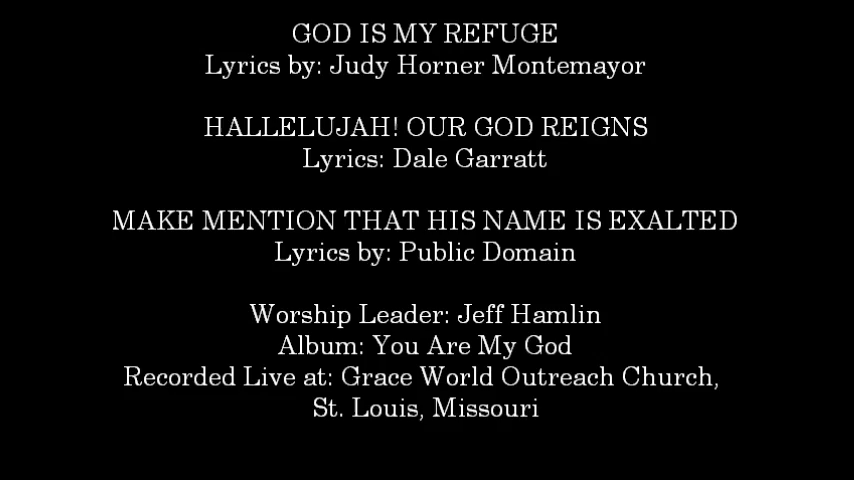 GOD IS MY REFUGE
Lyrics by: Judy Horner Montemayor
HALLELUJAH! OUR GOD REIGNS
Lyrics: Dale Garratt
MAKE MENTION THAT HIS NAME IS EXALTED
Lyrics by: Public Domain
Worship Leader: Jeff Hamlin
Album: You Are My God
Recorded Live at: Grace World Outreach Church,
St. Louis, Missouri